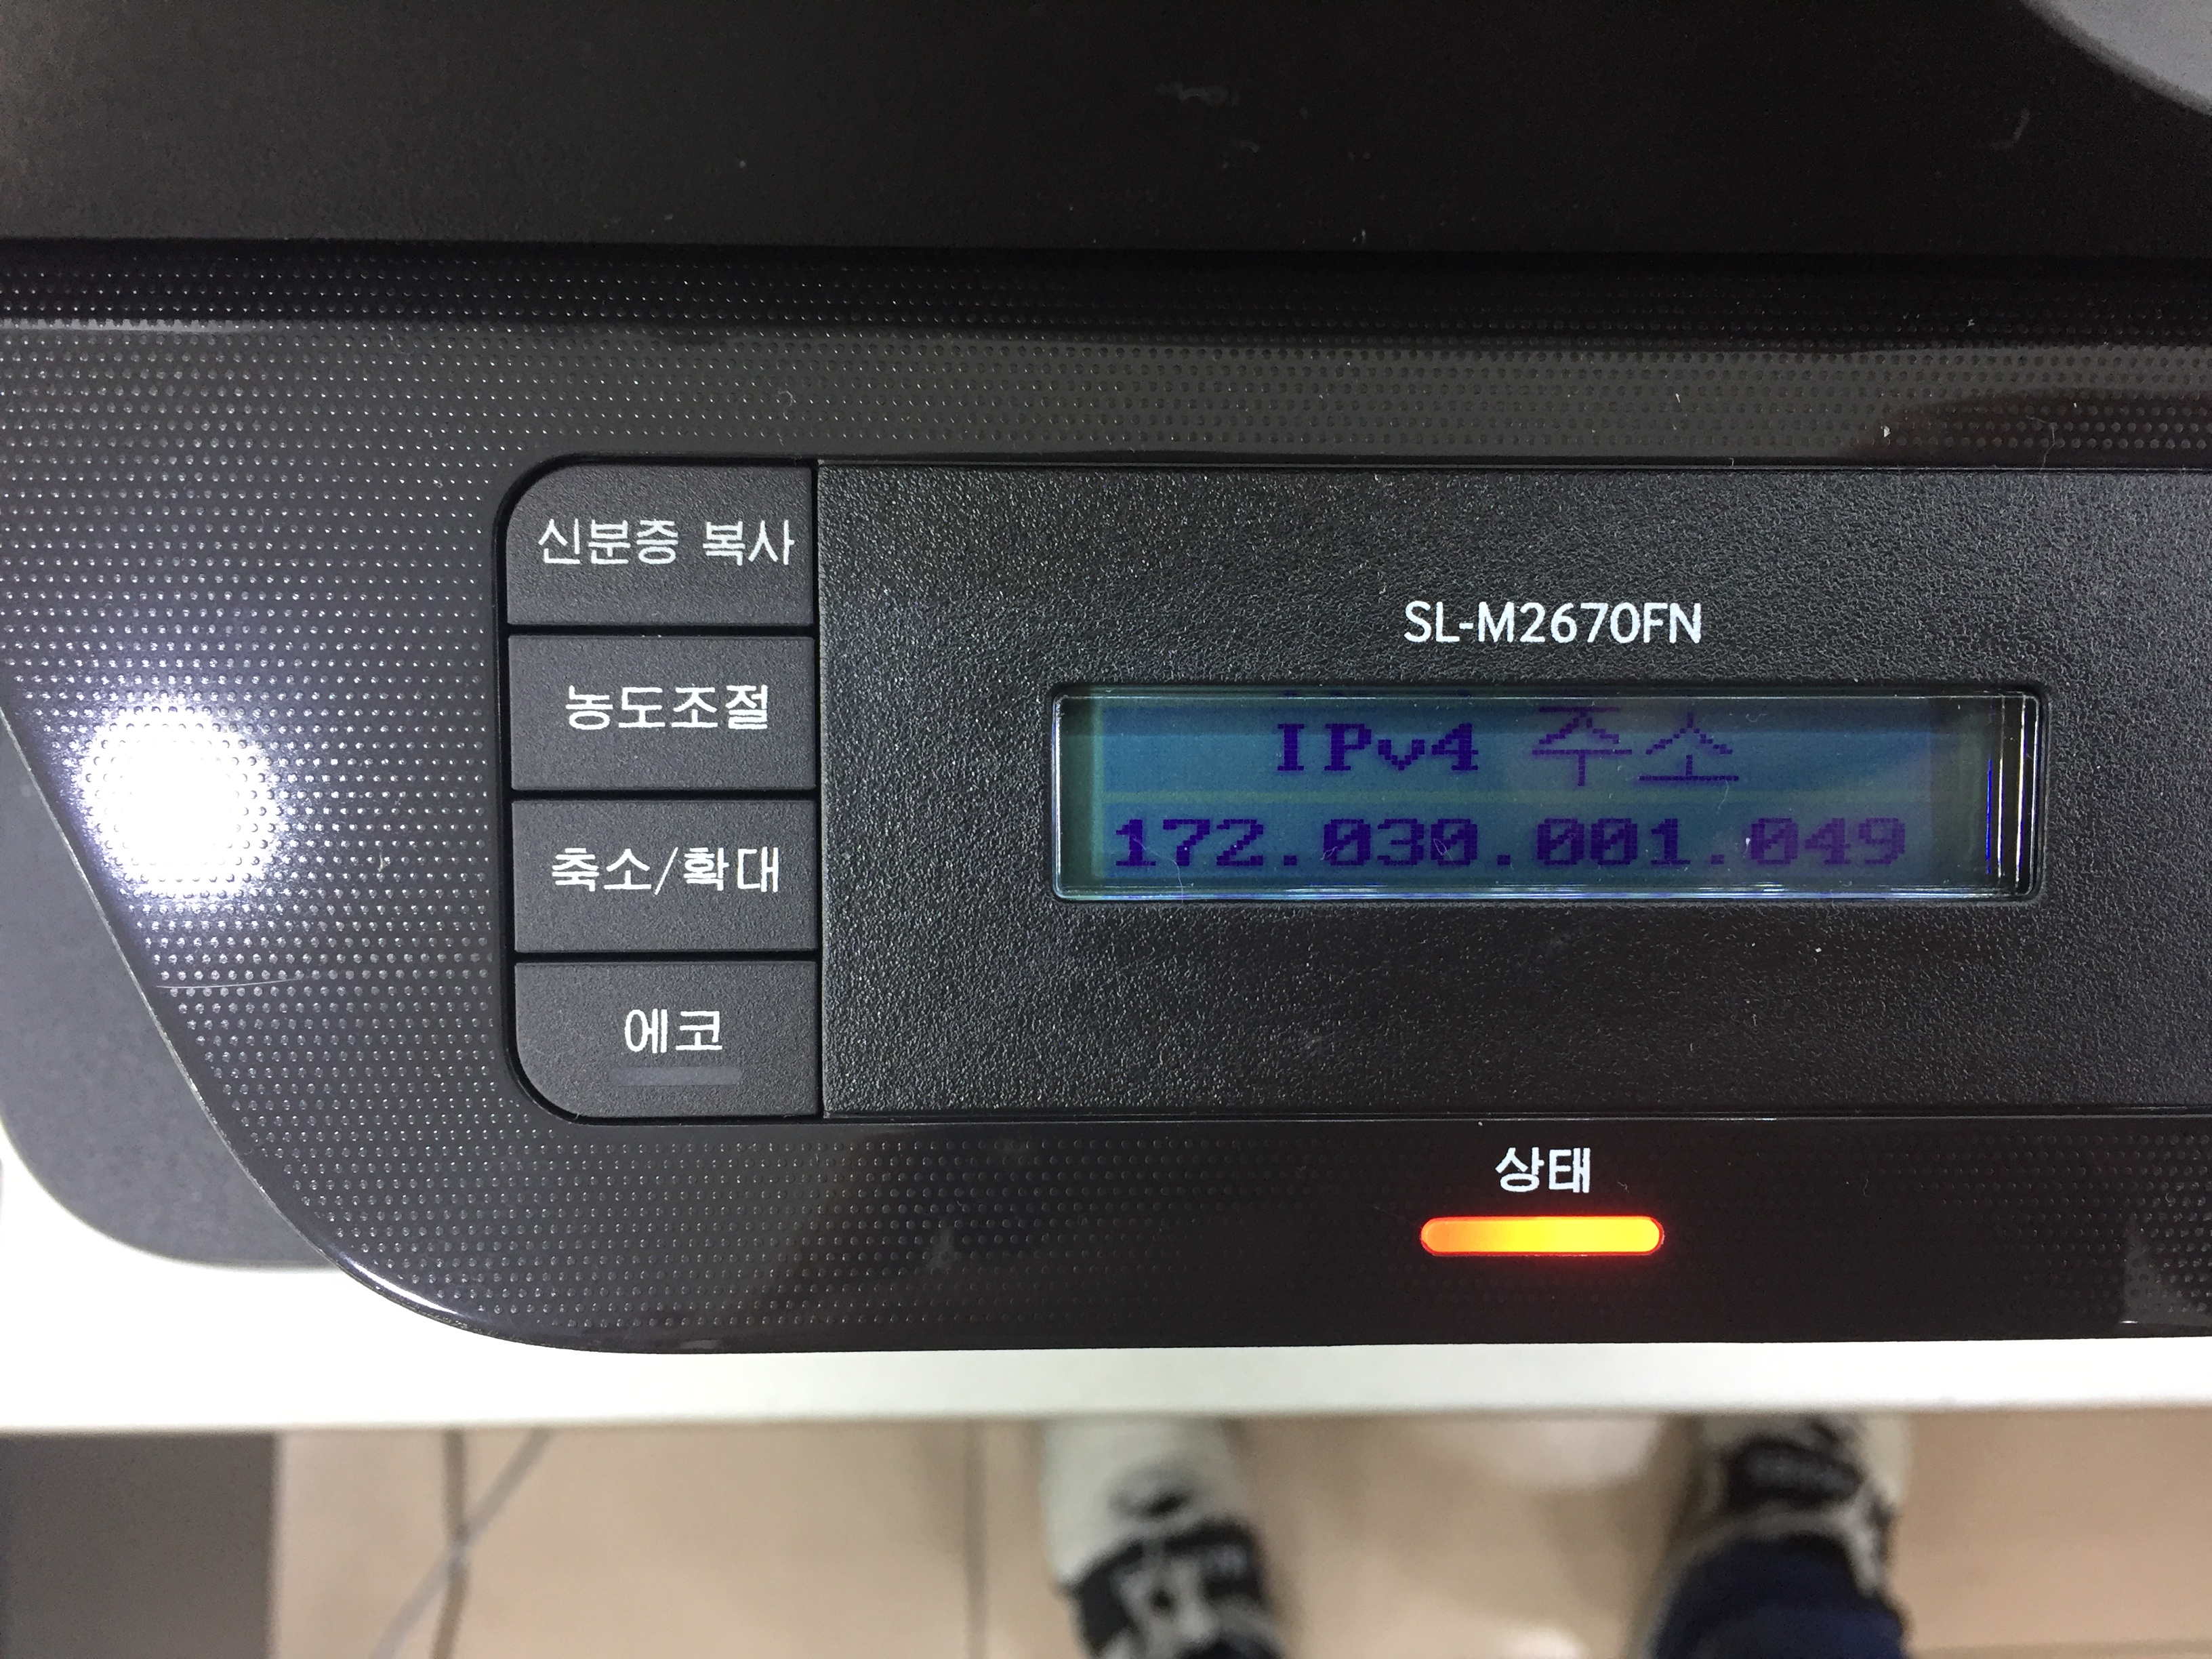 신분증 복사
농도조절
축소/확대
에코
SL-M2670FN
IPv4 주소
172.030.001.049
상태